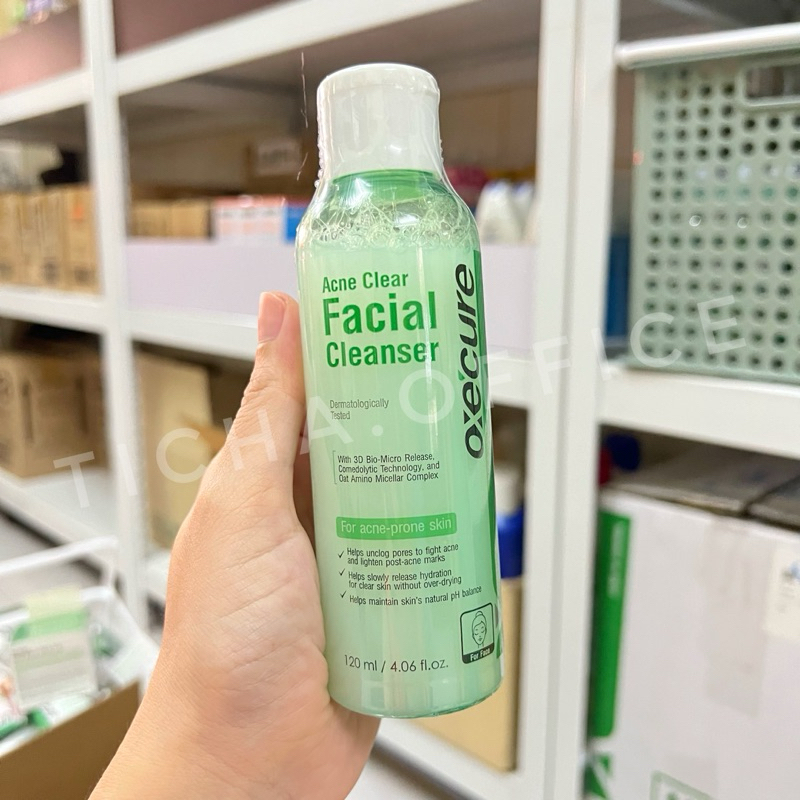 Acne Clear
Facial
Cleanser
oxe'cure
Dermatologically
Tested
With 3D Bio-Micro Release,
Comedolytic Technology, and
Oat Amino Micellar Complex
For acne-prone skin
Helps unclog pores to fight acne
and lighten post-acne marks
Helps slowly release hydration
for clear skin without over-drying
Helps maintain skin's natural pH balance
For Face
120 ml / 4.06 fl.oz.
TICHA.OFFICE